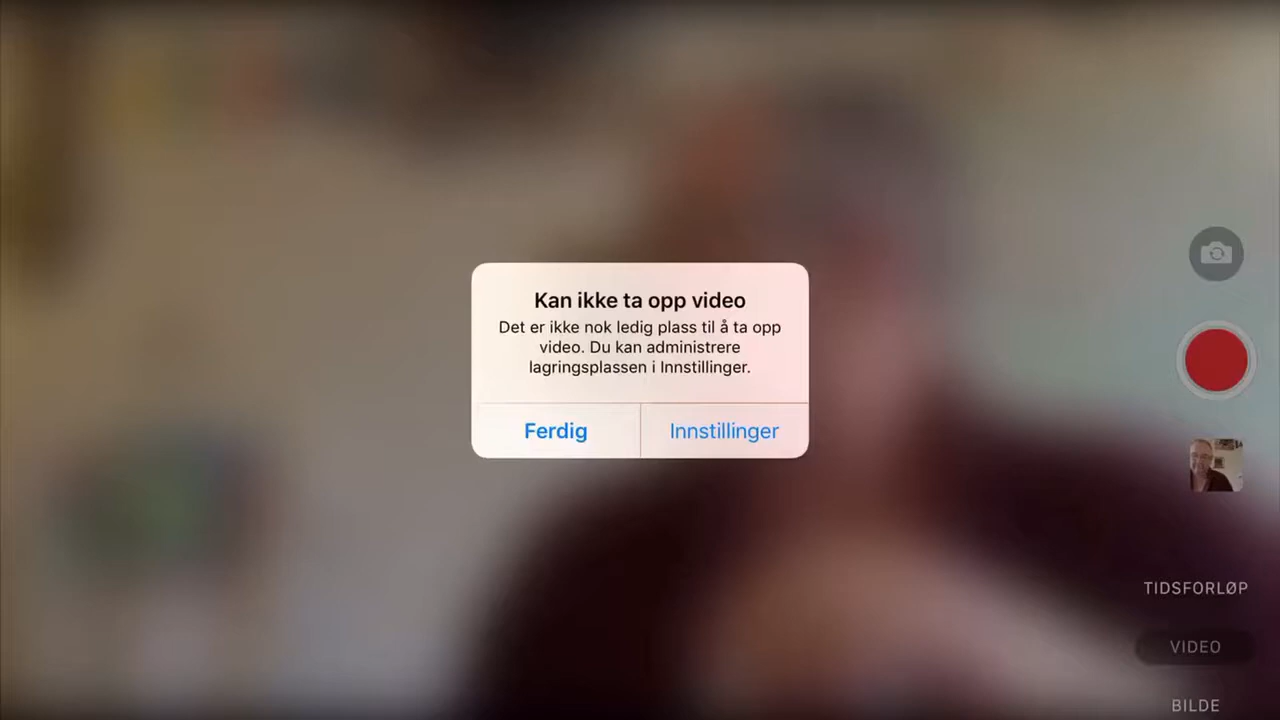 Kan ikke ta opp video
Det er ikke nok ledig plass til å ta opp
video. Du kan administrere
lagringsplassen i Innstillinger.
Ferdig
Innstillinger
TIDSFORLØP
VIDEO
BILDE